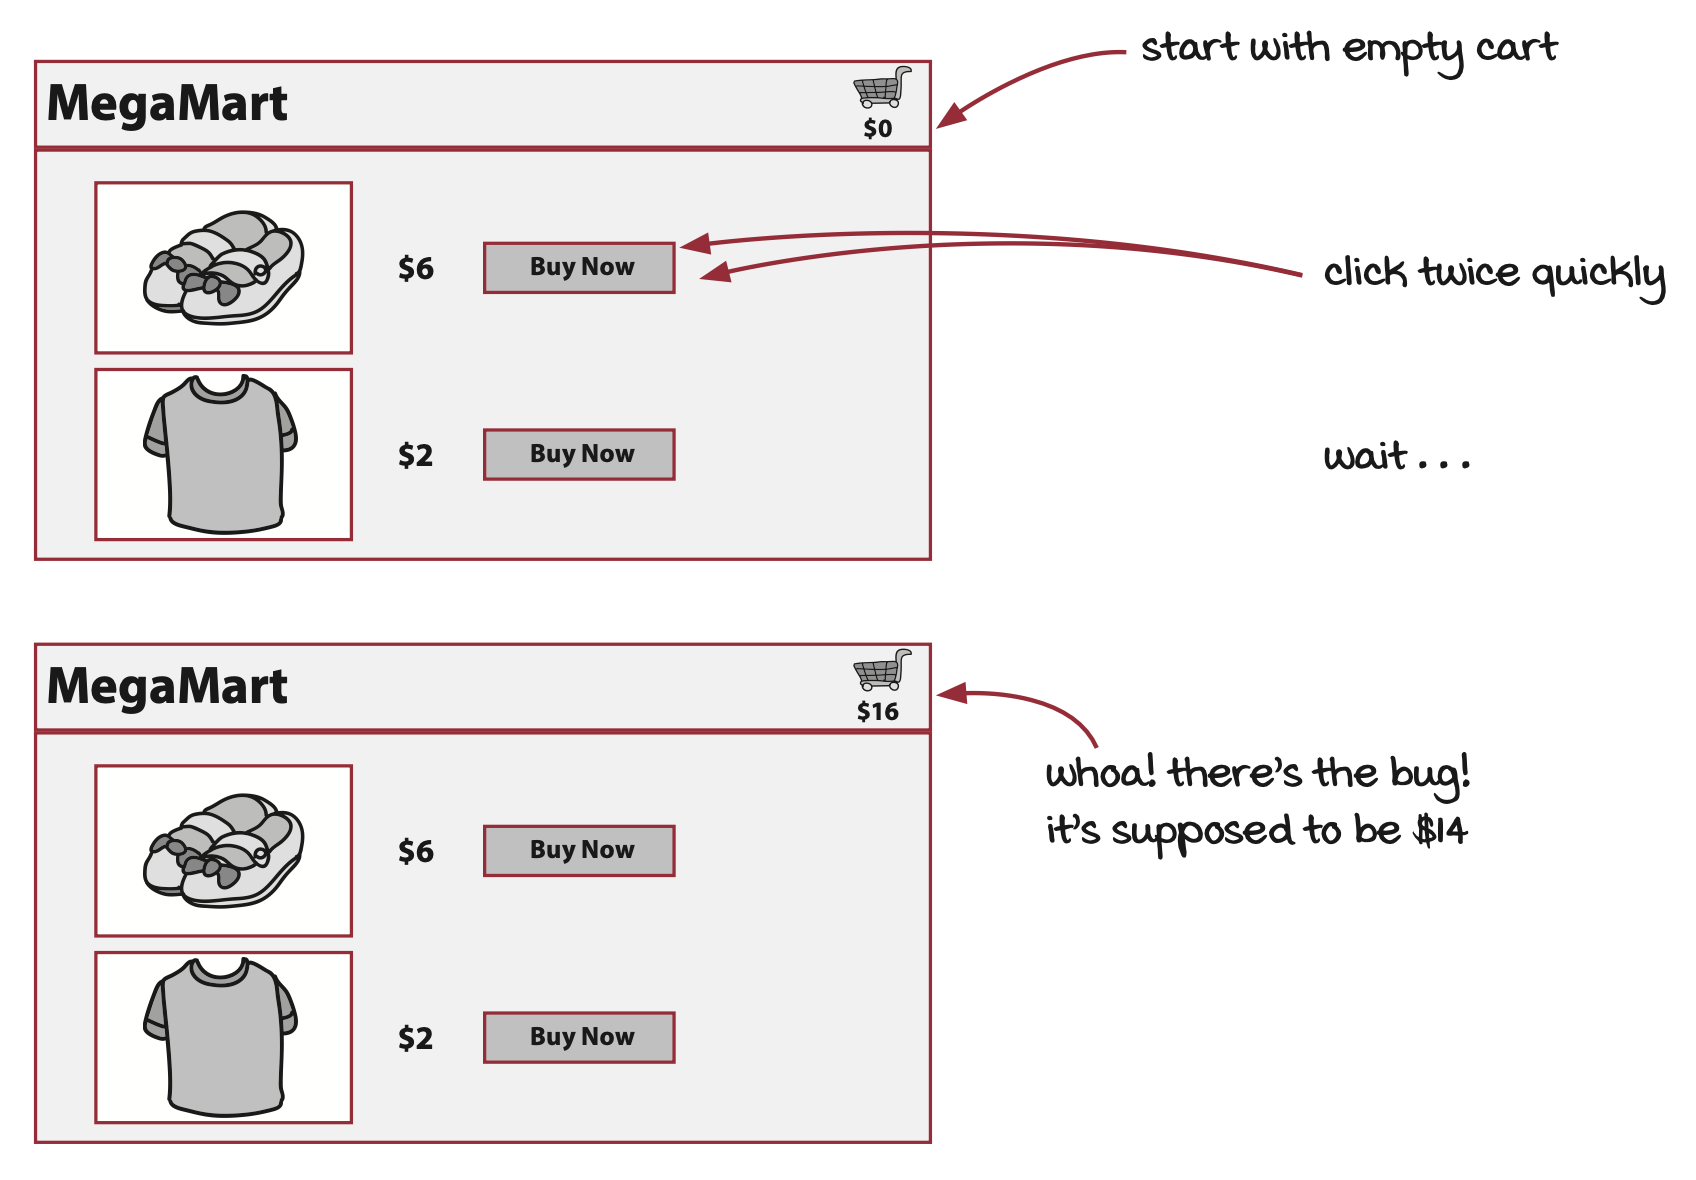 start with empty cart
MegaMart
$0
$6
Buy Now
click twice quickly
$2
Buy Now
wait . . .
MegaMart
$16
whoa! there's the bug!
it's supposed to be $14
$6
Buy Now
$2
Buy Now